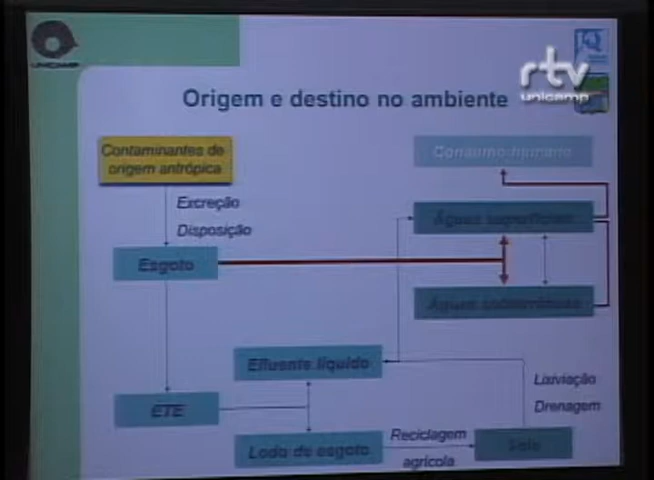 UNICAMP
rtv
unicamp
Origem e destino no ambiente
Contaminantes de
origem antrópica
Consumo humano
Excreção
Disposição
Águas superficiais
Esgoto
Águas subterrâneas
Efluente líquido
Lixiviação
Drenagem
ETE
Lodo de esgoto
Reciclagem
agrícola
Solo